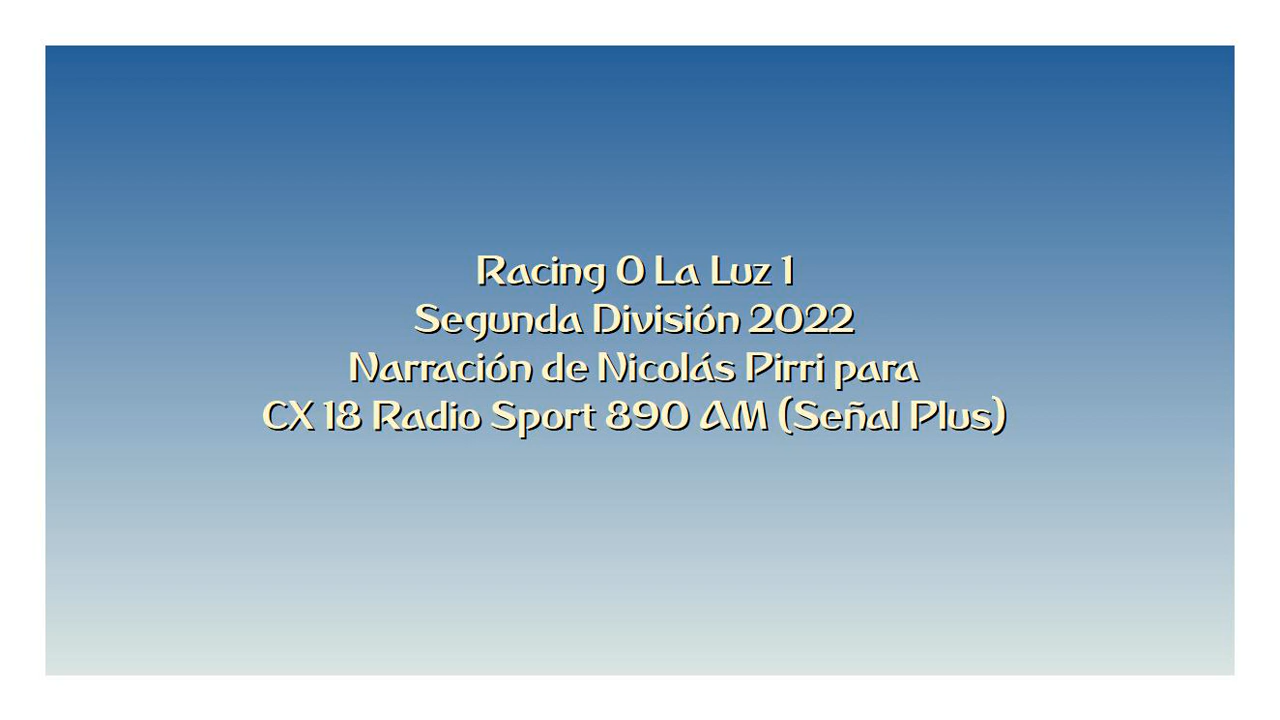 Racing 0 La Luz 1
Segunda División 2022
Narración de Nicolás Pirri para
CX 18 Radio Sport 890 AM (Señal Plus)